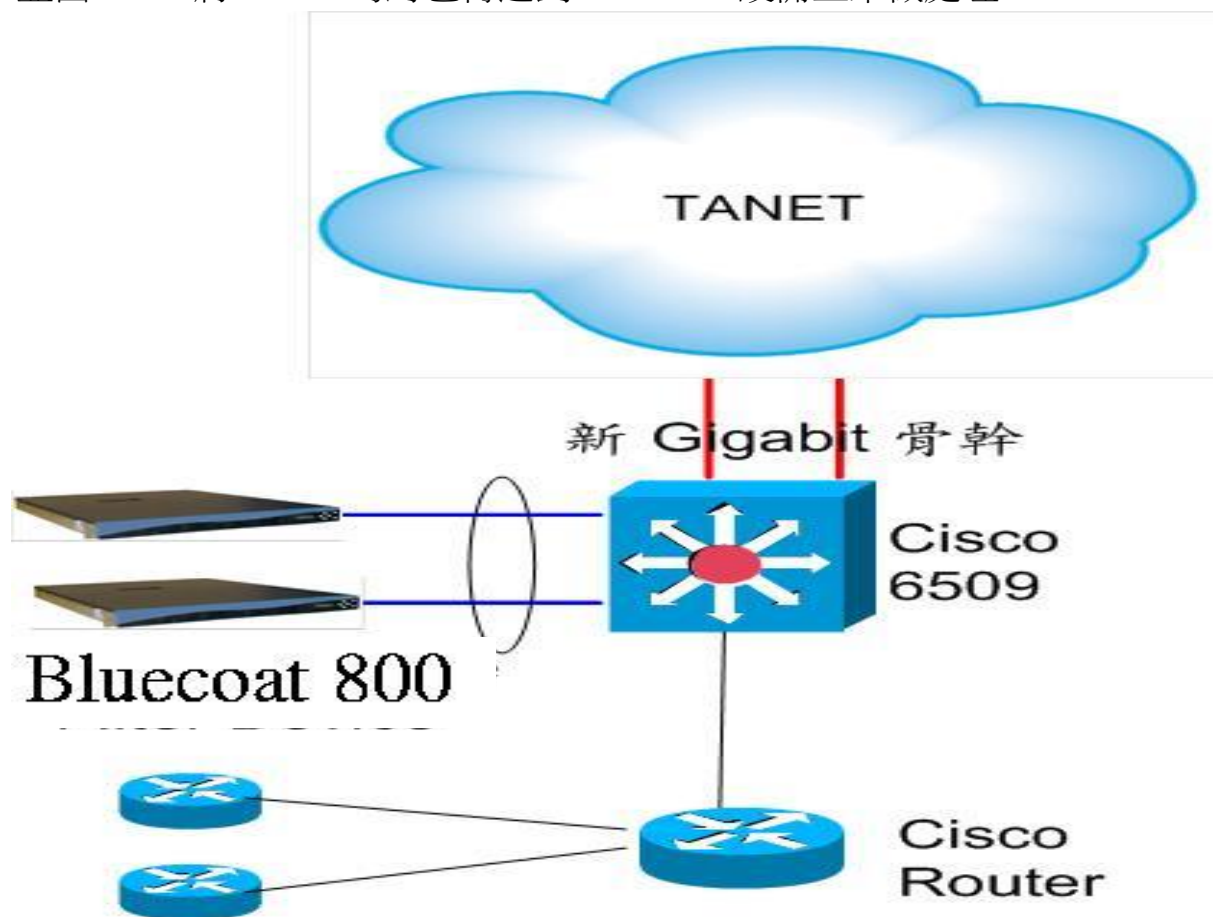 TANET
新 Gigabit 骨幹
Cisco
6509
Bluecoat 800
Cisco
Router